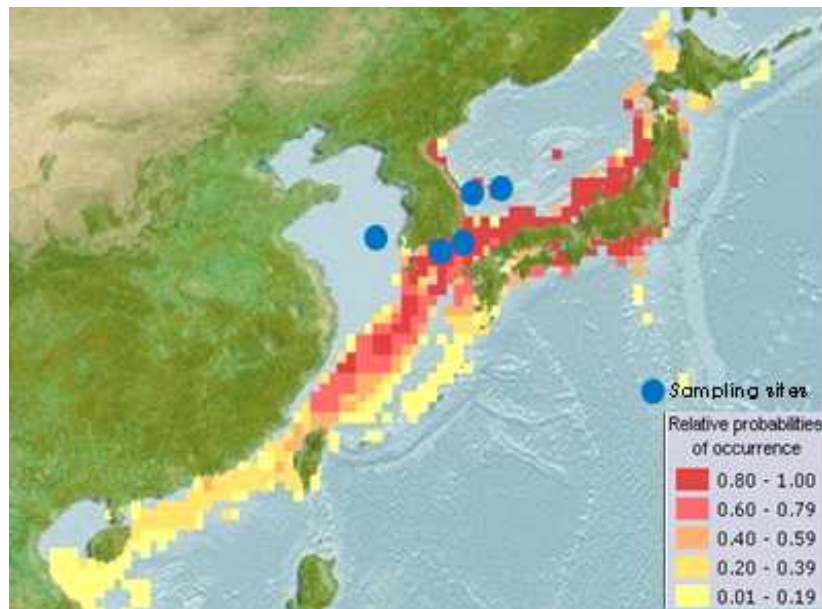 Sampling sites
Relative probabilities
of occurrence
0.80 - 1.00
0.60 - 0.79
0.40 - 0.59
0.20 - 0.39
0.01 - 0.19